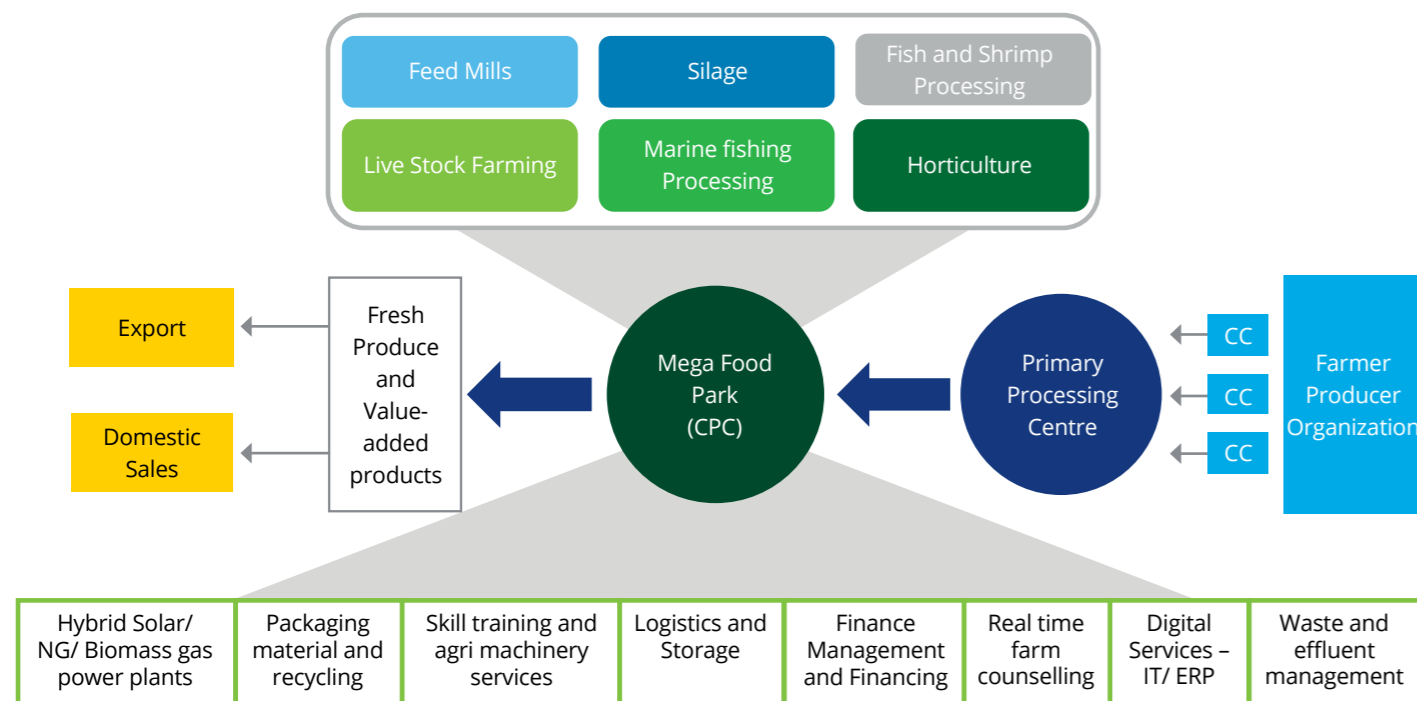 Feed Mills
Silage
Fish and Shrimp
Processing
Live Stock Farming
Marine fishing
Processing
Horticulture
Export
Domestic
Sales
Fresh
Produce
and
Value-
added
products
Mega Food
Park
(CPC)
Primary
Processing
Centre
CC
CC
CC
Farmer
Producer
Organization
Hybrid Solar/
NG/ Biomass gas
power plants
Packaging
material and
recycling
Skill training and
agri machinery
services
Logistics and
Storage
Finance
Management
and Financing
Real time
farm
counselling
Digital
Services –
IT/ ERP
Waste and
effluent
management